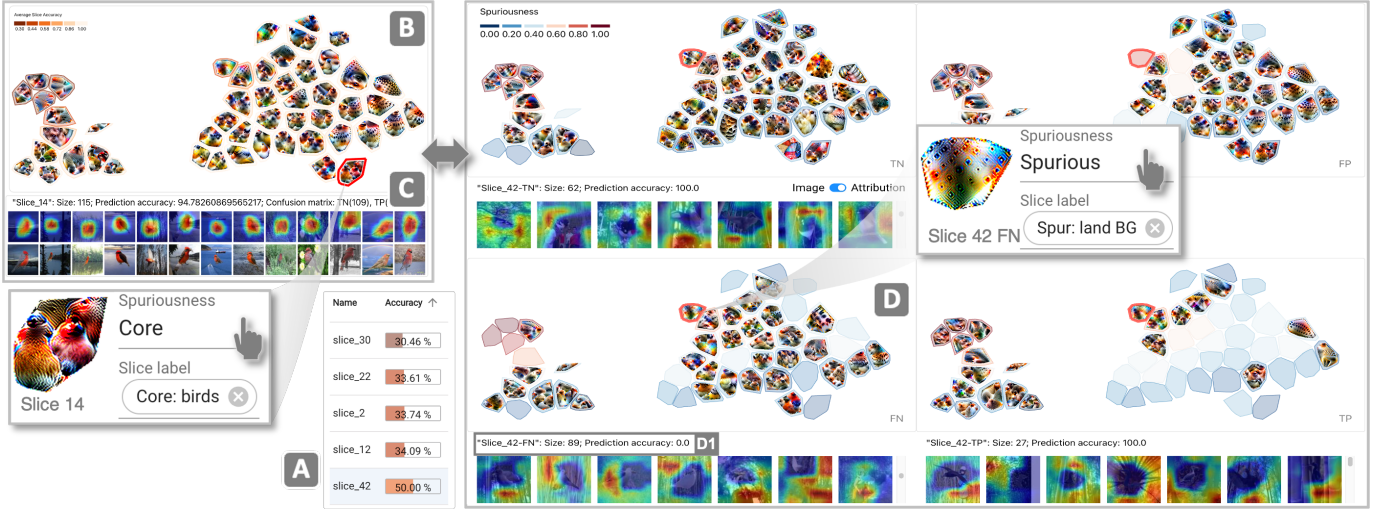 Average Slice Accuracy
0.30 0.44 0.58 0.72 0.86 1.00
B
C
"Slice_14": Size: 115; Prediction accuracy: 94.78260869565217; Confusion matrix: TN(109), TP(
Spuriousness
Core
Slice label
Core: birds
Slice 14
A
Name Accuracy
slice_30 30.46 %
slice_22 33.61 %
slice_2 33.74 %
slice_12 34.09 %
slice_42 50.00 %
Spuriousness
0.00 0.20 0.40 0.60 0.80 1.00
TN
FP
"Slice_42-TN": Size: 62; Prediction accuracy: 100.0
Image Attribution
Spuriousness
Spurious
Slice label
Spur: land BG
Slice 42 FN
D
FN
TP
"Slice_42-FN": Size: 89; Prediction accuracy: 0.0
D1
"Slice_42-TP": Size: 27; Prediction accuracy: 100.0